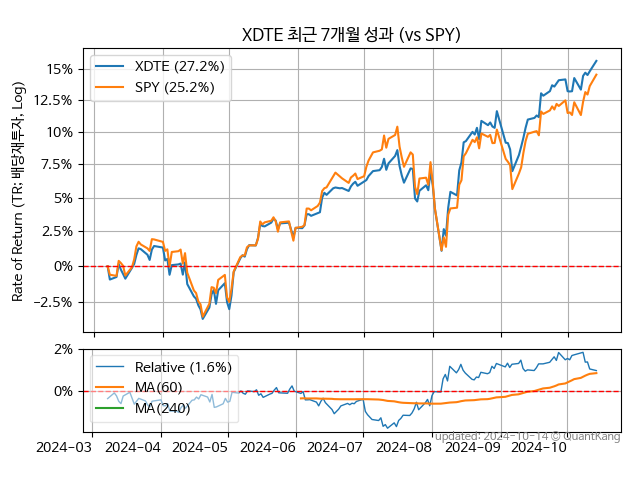 XDTE 최근 7개월 성과 (vs SPY)
Rate of Return (TR: 배당재투자, Log)
XDTE (27.2%)
SPY (25.2%)
15%
12.5%
10%
7.5%
5%
2.5%
0%
−2.5%
2%
0%
Relative (1.6%)
MA(60)
MA(240)
updated: 2024-10-14 © QuantKang
2024-03 2024-04 2024-05 2024-06 2024-07 2024-08 2024-09 2024-10